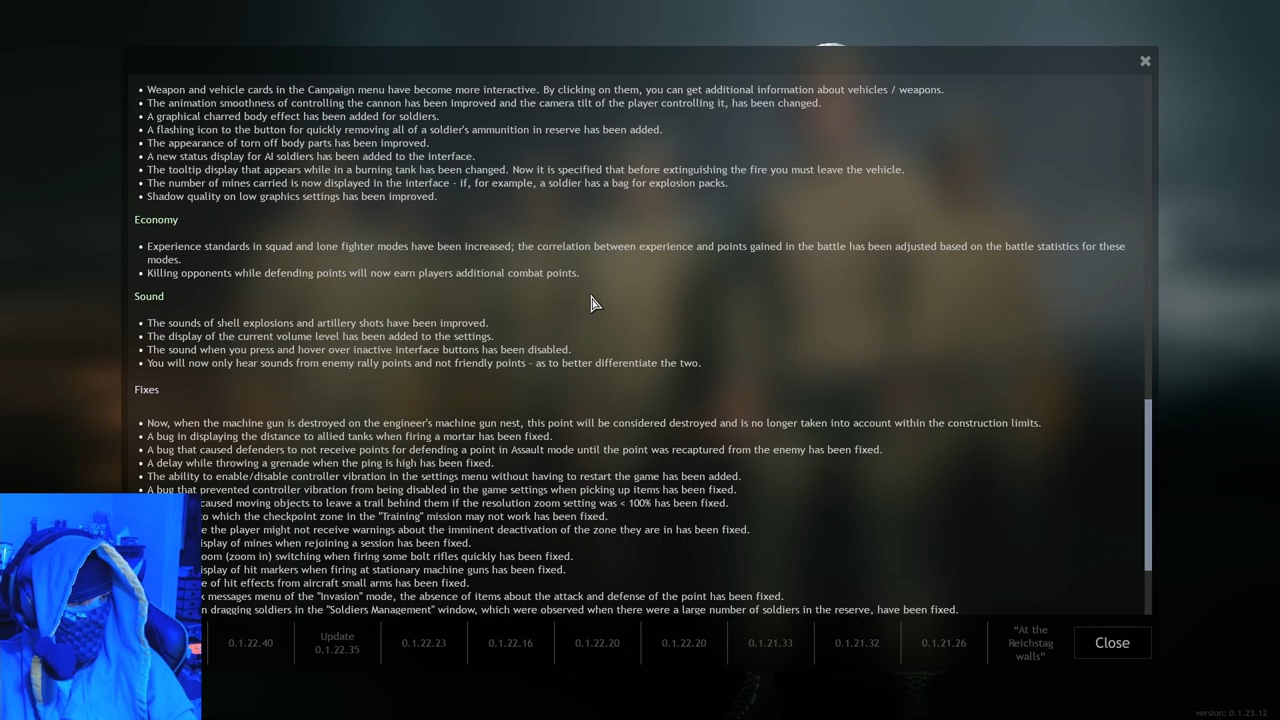 • Weapon and vehicle cards in the Campaign menu have become more interactive. By clicking on them, you can get additional information about vehicles / weapons.
• The animation smoothness of controlling the cannon has been improved and the camera tilt of the player controlling it, has been changed.
• A graphical charred body effect has been added for soldiers.
• A flashing icon to the button for quickly removing all of a soldier's ammunition in reserve has been added.
• The appearance of torn off body parts has been improved.
• A new status display for AI soldiers has been added to the interface.
• The tooltip display that appears while in a burning tank has been changed. Now it is specified that before extinguishing the fire you must leave the vehicle.
• The number of mines carried is now displayed in the interface - if, for example, a soldier has a bag for explosion packs.
• Shadow quality on low graphics settings has been improved.
Economy
• Experience standards in squad and lone fighter modes have been increased; the correlation between experience and points gained in the battle has been adjusted based on the battle statistics for these
modes.
• Killing opponents while defending points will now earn players additional combat points.
Sound
• The sounds of shell explosions and artillery shots have been improved.
• The display of the current volume level has been added to the settings.
• The sound when you press and hover over inactive interface buttons has been disabled.
• You will now only hear sounds from enemy rally points and not friendly points - as to better differentiate the two.
Fixes
• Now, when the machine gun is destroyed on the engineer's machine gun nest, this point will be considered destroyed and is no longer taken into account within the construction limits.
• A bug in displaying the distance to allied tanks when firing a mortar has been fixed.
• A bug that caused defenders to not receive points for defending a point in Assault mode until the point was recaptured from the enemy has been fixed.
• A delay while throwing a grenade when the ping is high has been fixed.
• The ability to enable/disable controller vibration in the settings menu without having to restart the game has been added.
• A bug that prevented controller vibration from being disabled in the game settings when picking up items has been fixed.
caused moving objects to leave a trail behind them if the resolution zoom setting was < 100% has been fixed.
to which the checkpoint zone in the "Training" mission may not work has been fixed.
the player might not receive warnings about the imminent deactivation of the zone they are in has been fixed.
display of mines when rejoining a session has been fixed.
zoom (zoom in) switching when firing some bolt rifles quickly has been fixed.
display of hit markers when firing at stationary machine guns has been fixed.
of hit effects from aircraft small arms has been fixed.
messages menu of the "Invasion" mode, the absence of items about the attack and defense of the point has been fixed.
dragging soldiers in the "Soldiers Management" window, which were observed when there were a large number of soldiers in the reserve, have been fixed.
0.1.22.40
Update
0.1.22.35
0.1.22.23
0.1.22.16
0.1.22.20
0.1.22.20
0.1.21.33
0.1.21.32
0.1.21.26
“At the
Reichstag
walls”
Close
version: 0.1.23.12